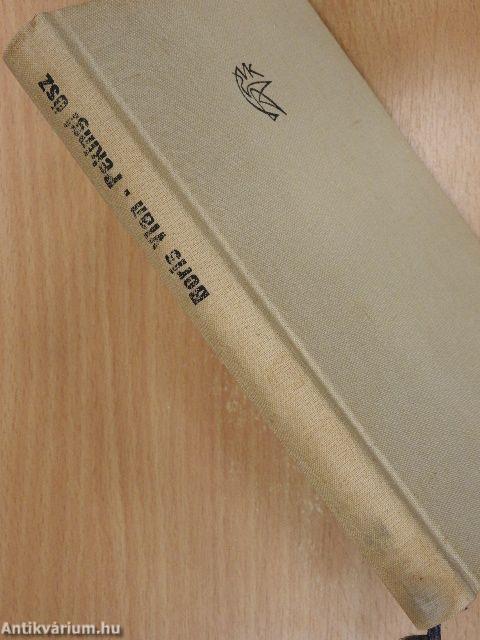 Boris Vian · Pekingi ősz
Antikvárium.hu